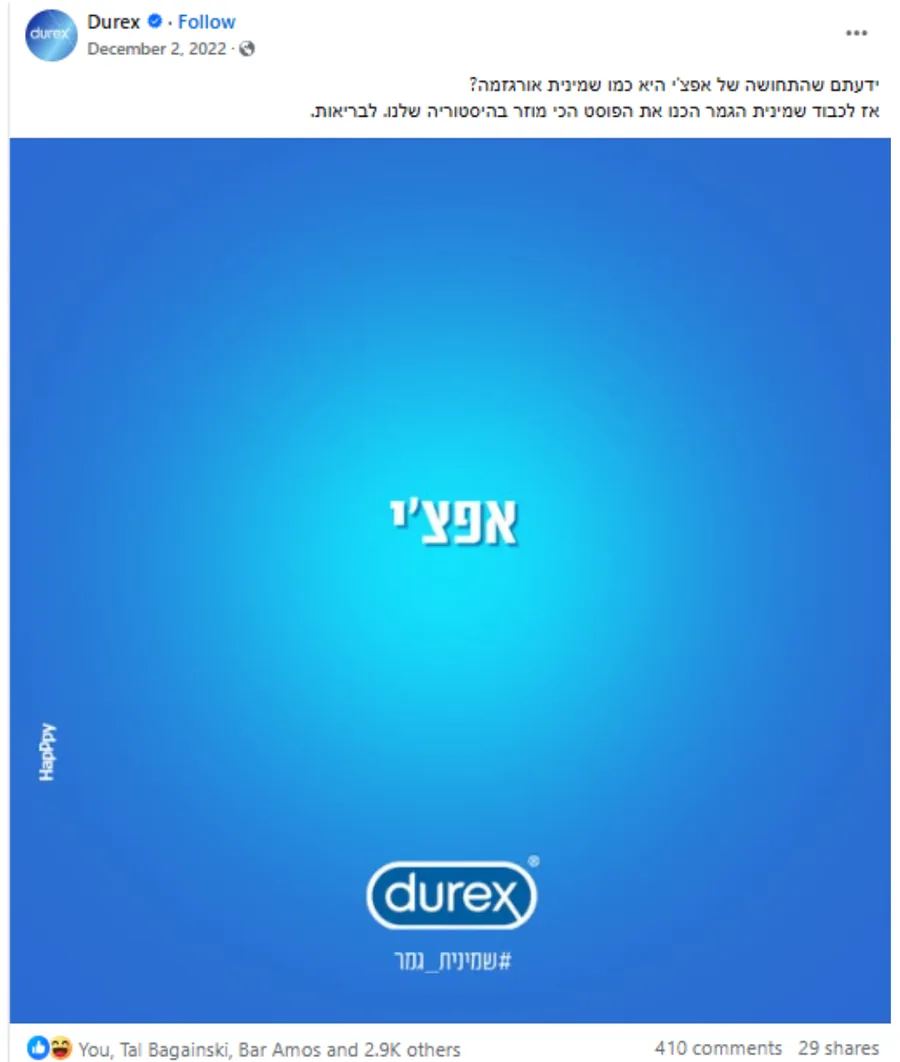 Durex · Follow
December 2, 2022 ·
ידעתם שהתחושה של אפצ'י היא כמו שמינית אורגזמה?
אז לכבוד שמינית הגמר הכנו את הפוסט הכי מוזר בהיסטוריה שלנו. לבריאות.
durex
אפצ'י
HapPpy
durex®
#שמינית_גמר
You, Tal Bagainski, Bar Amos and 2.9K others
410 comments 29 shares